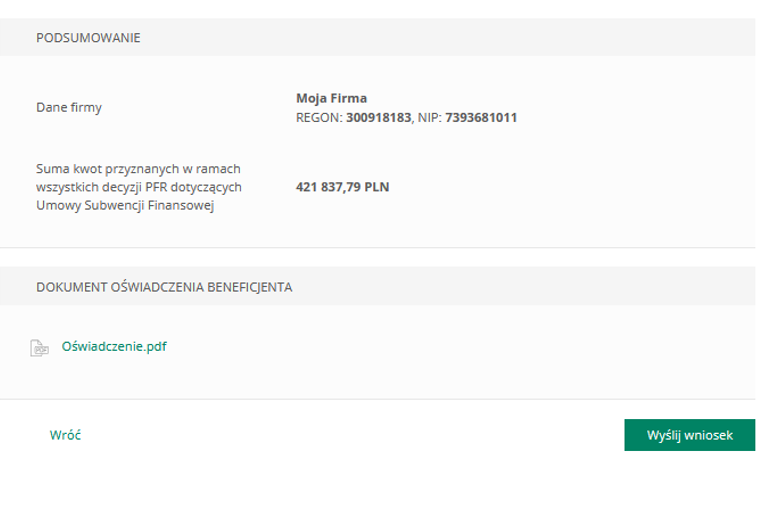 PODSUMOWANIE
Dane firmy
Moja Firma
REGON: 300918183, NIP: 7393681011
Suma kwot przyznanych w ramach
wszystkich decyzji PFR dotyczących
Umowy Subwencji Finansowej
421 837,79 PLN
DOKUMENT OŚWIADCZENIA BENEFICJENTA
PDF
Oświadczenie.pdf
Wróć
Wyślij wniosek